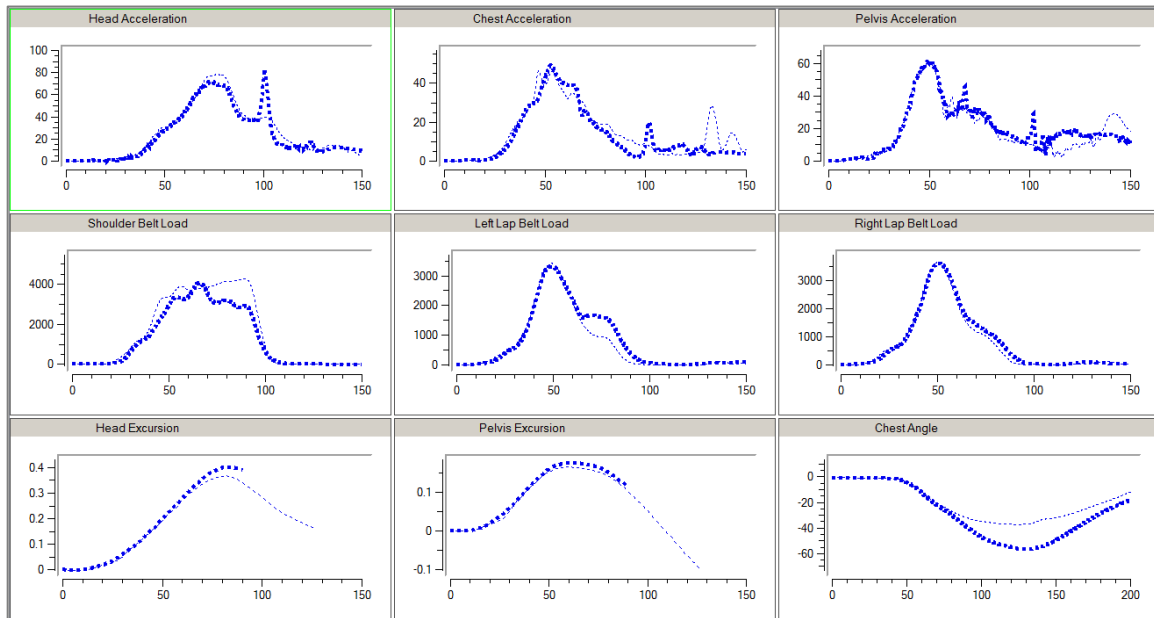 Head Acceleration
100
80
60
40
20
0
0 50 100 150
Chest Acceleration
40
20
0
0 50 100 150
Pelvis Acceleration
60
40
20
0
0 50 100 150
Shoulder Belt Load
4000
2000
0
0 50 100 150
Left Lap Belt Load
3000
2000
1000
0
0 50 100 150
Right Lap Belt Load
3000
2000
1000
0
0 50 100 150
Head Excursion
0.4
0.3
0.2
0.1
0
0 50 100 150
Pelvis Excursion
0.1
0
-0.1
0 50 100 150
Chest Angle
0
-20
-40
-60
0 50 100 150 200